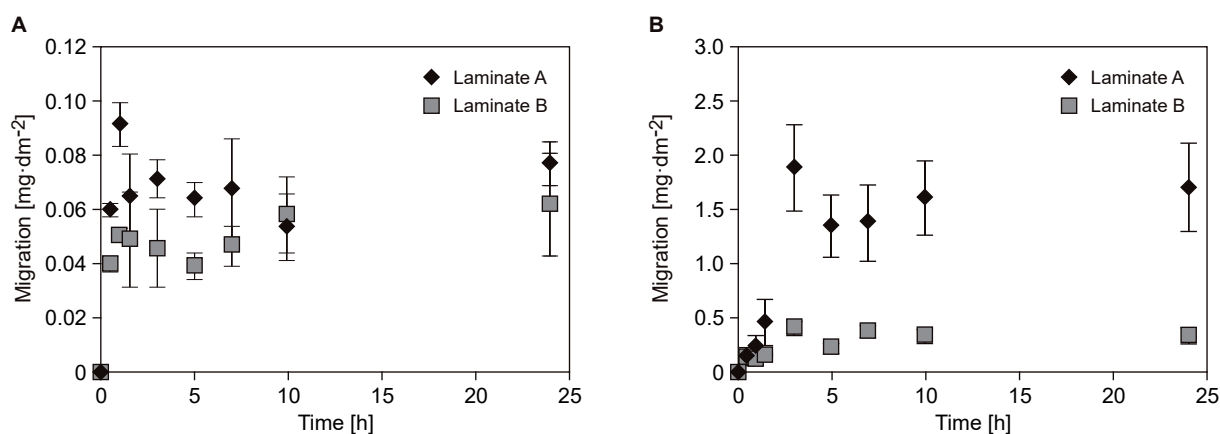 A
Migration [mg·dm⁻²]
0.12
0.10
0.08
0.06
0.04
0.02
0
Laminate A
Laminate B
0 5 10 15 20 25
Time [h]
B
Migration [mg·dm⁻²]
3.0
2.5
2.0
1.5
1.0
0.5
0
Laminate A
Laminate B
0 5 10 15 20 25
Time [h]